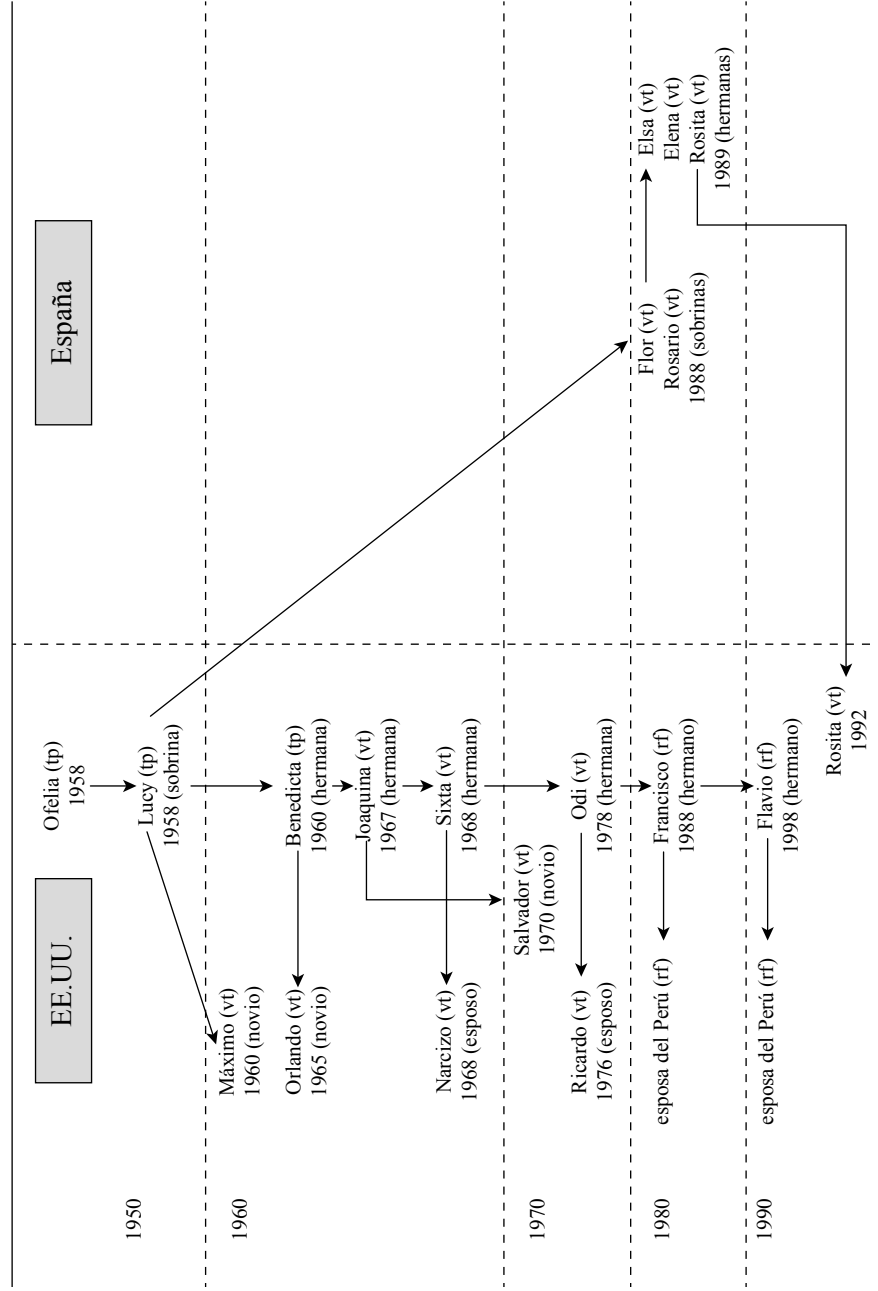 EE.UU.
España
1950
Ofelia (tp)
1958
Lucy (tp)
1958 (sobrina)
1960
Máximo (vt)
1960 (novio)
Orlando (vt)
1965 (novio)
Benedicta (tp)
1960 (hermana)
Joaquina (vt)
1967 (hermana)
Narcizo (vt)
1968 (esposo)
Sixta (vt)
1968 (hermana)
1970
Salvador (vt)
1970 (novio)
Ricardo (vt)
1976 (esposo)
Odi (vt)
1978 (hermana)
1980
esposa del Perú (rf)
Francisco (rf)
1988 (hermano)
Flor (vt)
Rosario (vt)
1988 (sobrinas)
Elsa (vt)
Elena (vt)
Rosita (vt)
1989 (hermanas)
1990
esposa del Perú (rf)
Flavio (rf)
1998 (hermano)
Rosita (vt)
1992